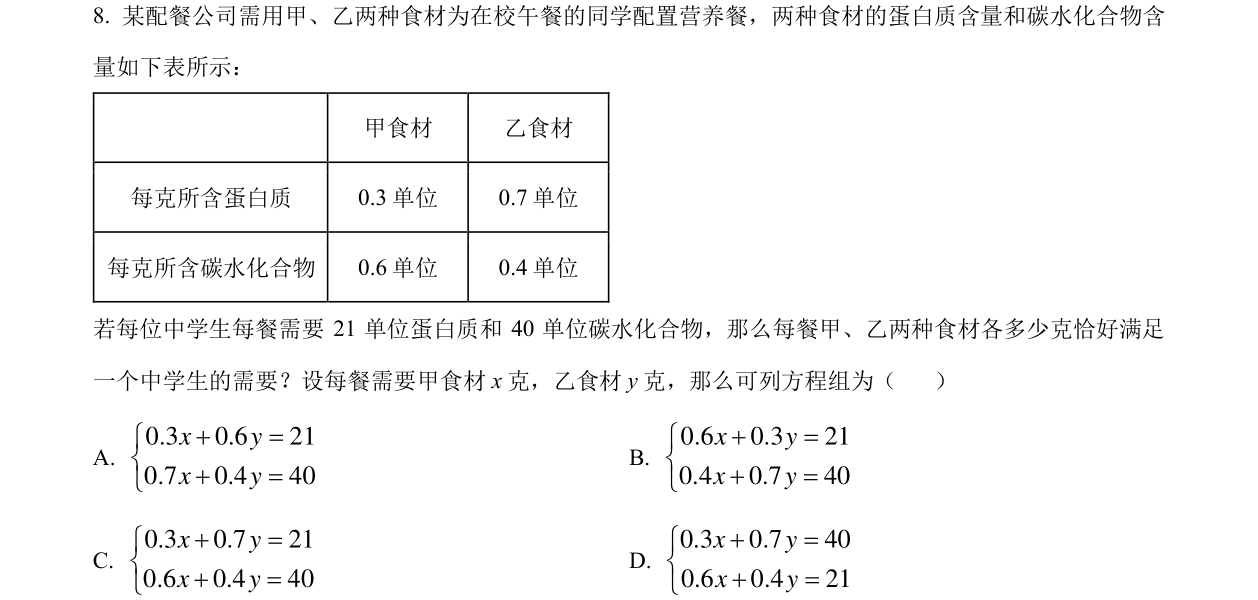 8. 某配餐公司需用甲、乙两种食材为在校午餐的同学配置营养餐，两种食材的蛋白质含量和碳水化合物含
量如下表所示：
甲食材 乙食材
每克所含蛋白质 0.3 单位 0.7 单位
每克所含碳水化合物 0.6 单位 0.4 单位
若每位中学生每餐需要 21 单位蛋白质和 40 单位碳水化合物，那么每餐甲、乙两种食材各多少克恰好满足
一个中学生的需要？设每餐需要甲食材 x 克，乙食材 y 克，那么可列方程组为（ ）
A. {0.3x+0.6y=21
0.7x+0.4y=40
B. {0.6x+0.3y=21
0.4x+0.7y=40
C. {0.3x+0.7y=21
0.6x+0.4y=40
D. {0.3x+0.7y=40
0.6x+0.4y=21